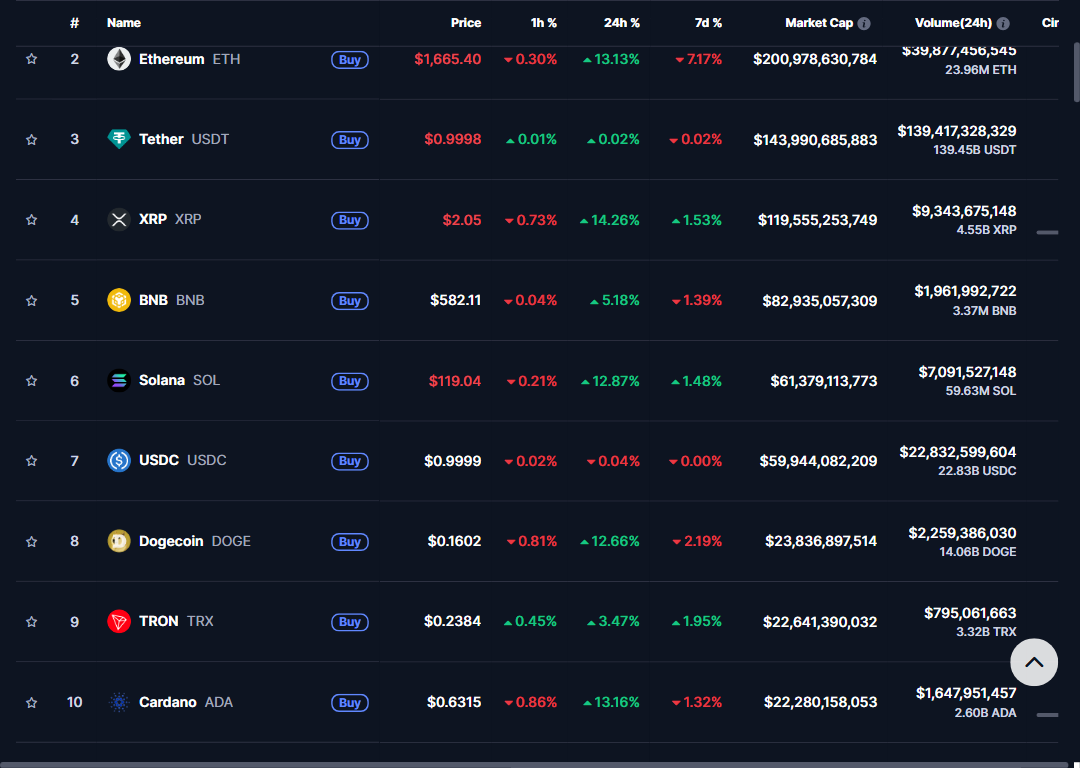 # Name Price 1h % 24h % 7d % Market Cap Volume(24h) Cir
2 Ethereum ETH Buy $1,665.40 0.30% 13.13% 7.17% $200,978,630,784 $39,877,456,545
23.96M ETH
3 Tether USDT Buy $0.9998 0.01% 0.02% 0.02% $143,990,685,883 $139,417,328,329
139.45B USDT
4 XRP XRP Buy $2.05 0.73% 14.26% 1.53% $119,555,253,749 $9,343,675,148
4.55B XRP
5 BNB BNB Buy $582.11 0.04% 5.18% 1.39% $82,935,057,309 $1,961,992,722
3.37M BNB
6 Solana SOL Buy $119.04 0.21% 12.87% 1.48% $61,379,113,773 $7,091,527,148
59.63M SOL
7 USDC USDC Buy $0.9999 0.02% 0.04% 0.00% $59,944,082,209 $22,832,599,604
22.83B USDC
8 Dogecoin DOGE Buy $0.1602 0.81% 12.66% 2.19% $23,836,897,514 $2,259,386,030
14.06B DOGE
9 TRON TRX Buy $0.2384 0.45% 3.47% 1.95% $22,641,390,032 $795,061,663
3.32B TRX
10 Cardano ADA Buy $0.6315 0.86% 13.16% 1.32% $22,280,158,053 $1,647,951,457
2.60B ADA